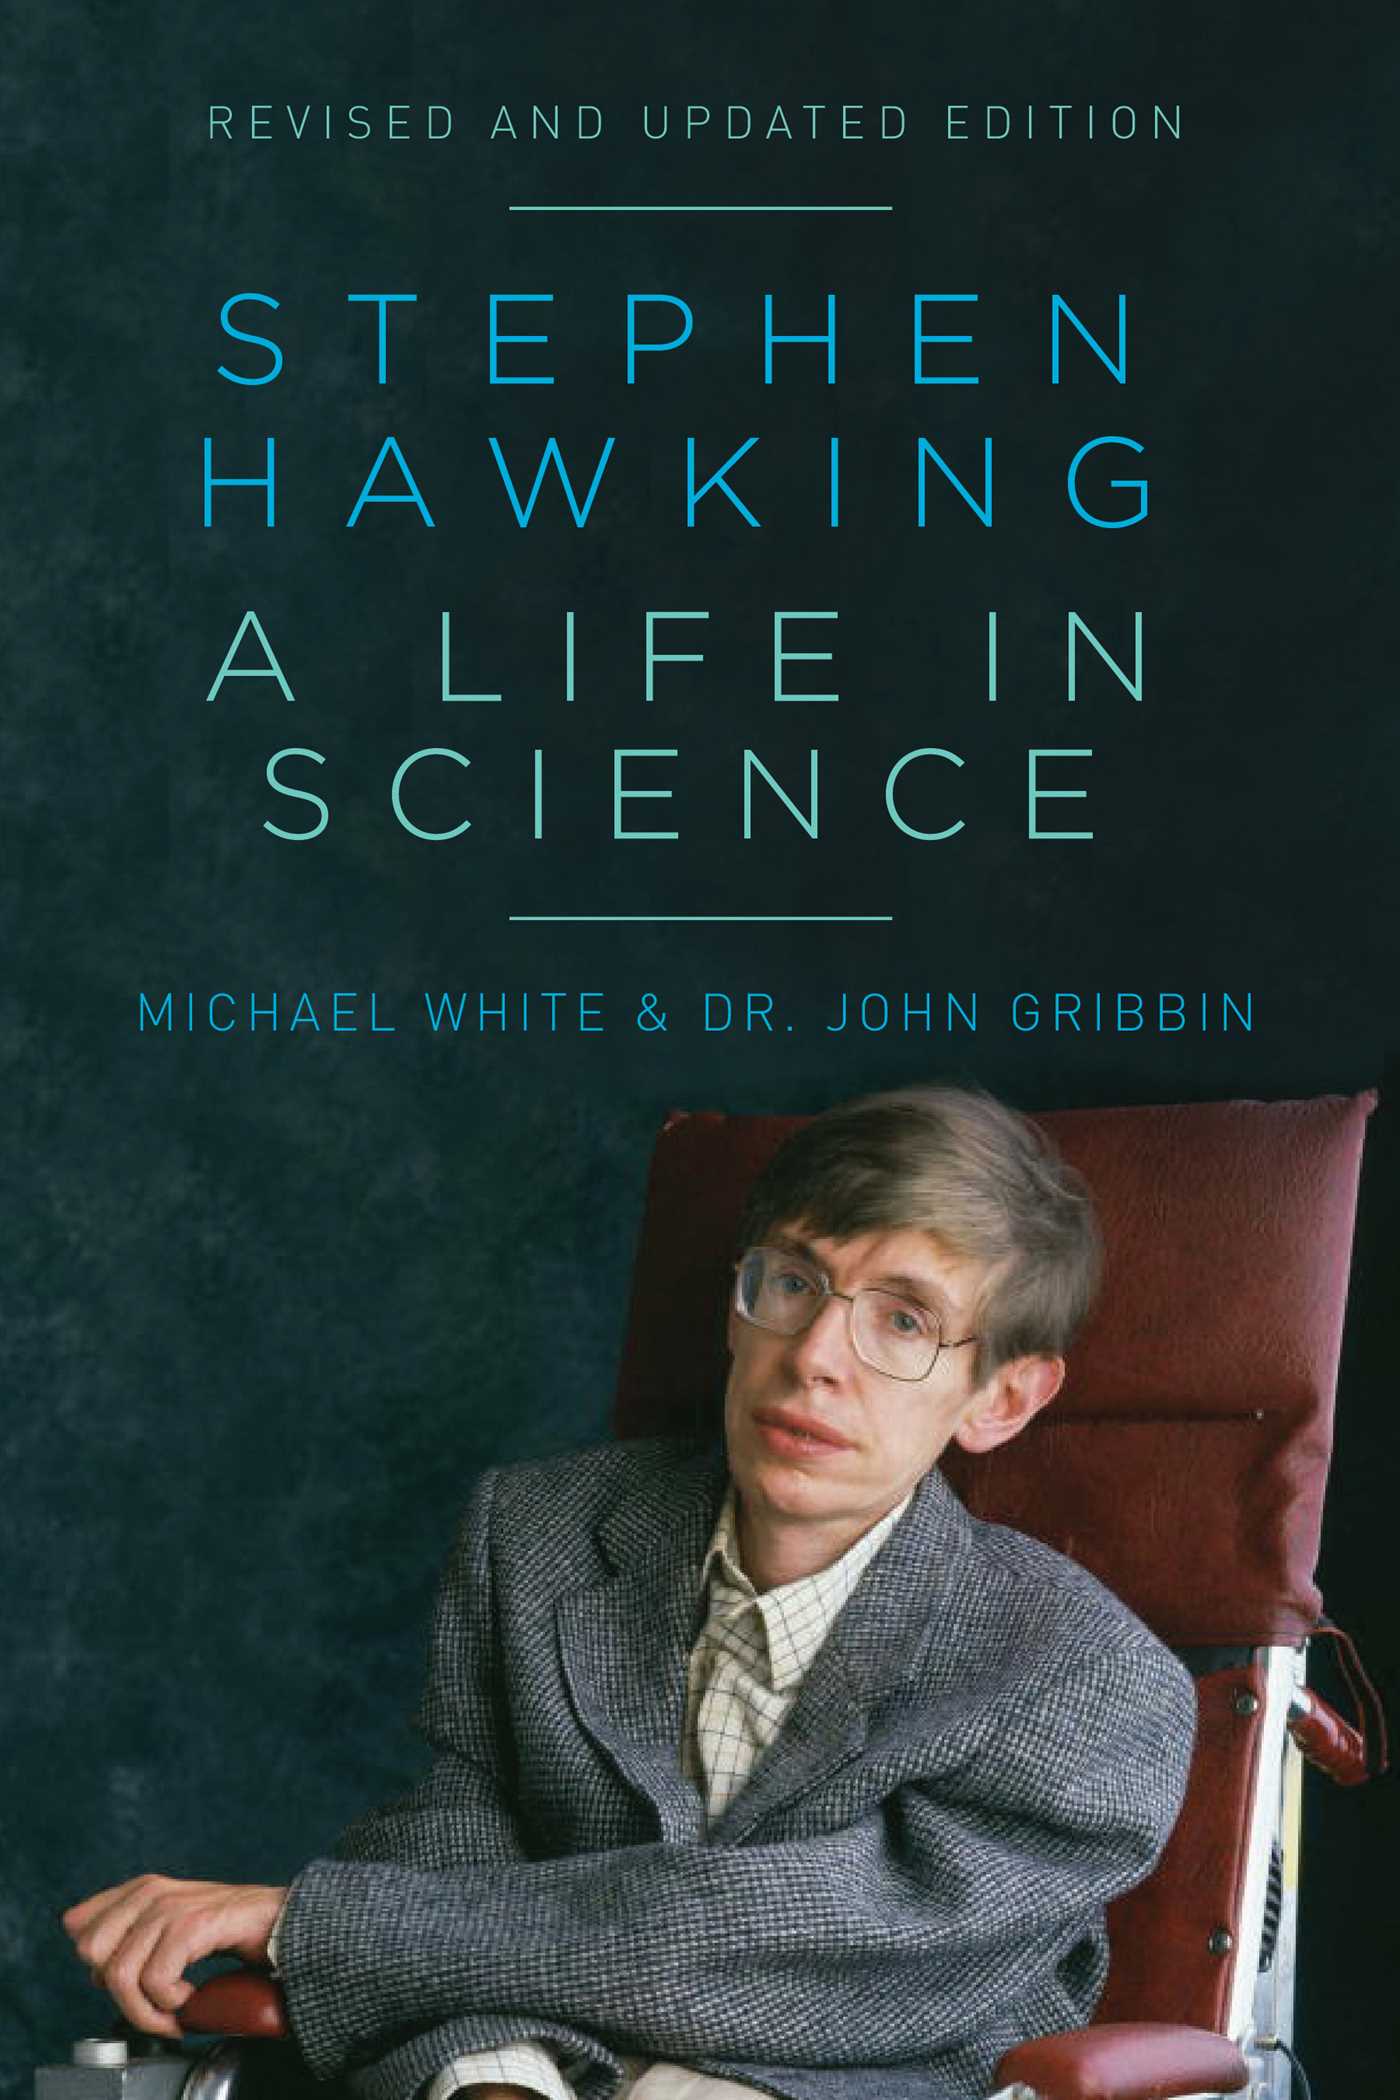 REVISED AND UPDATED EDITION
STEPHEN
HAWKING
A LIFE IN
SCIENCE
MICHAEL WHITE & DR. JOHN GRIBBIN